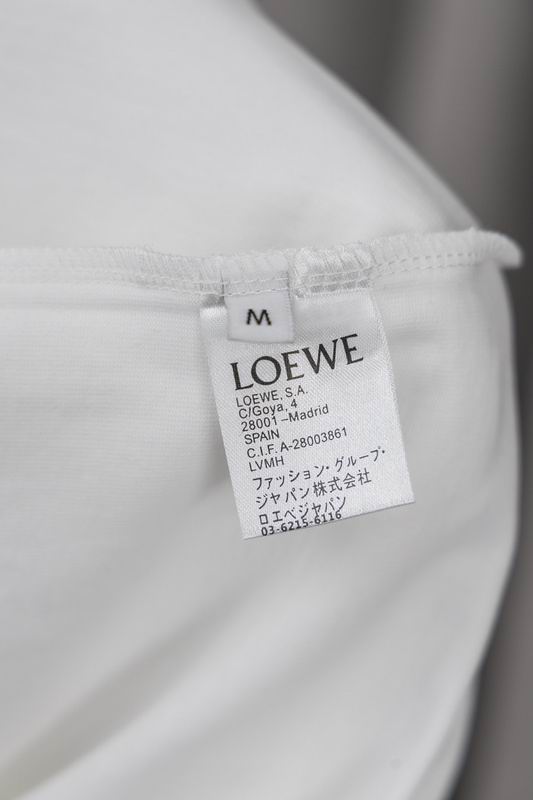 M
LOEWE
LOEWE, S.A.
C/Goya, 4
28001 –Madrid
SPAIN
C.I.F. A-28003861
LVMH
ファッション・グループ・
ジャパン株式会社
ロエベジャパン
03-6215-6116